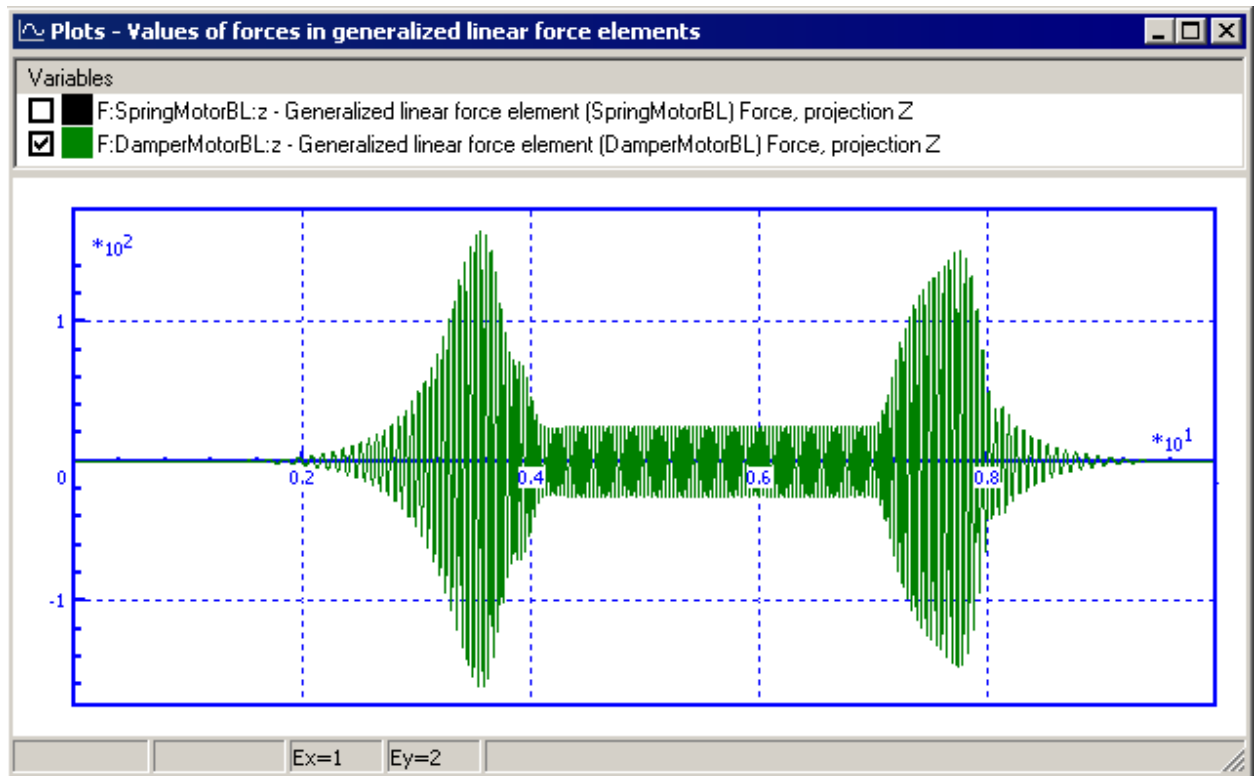 Plots - Values of forces in generalized linear force elements
Variables
F:SpringMotorBL:z - Generalized linear force element (SpringMotorBL) Force, projection Z
F:DamperMotorBL:z - Generalized linear force element (DamperMotorBL) Force, projection Z
*10^2
1
*10^1
0 0.2 0.4 0.6 0.8
-1
Ex=1 Ey=2